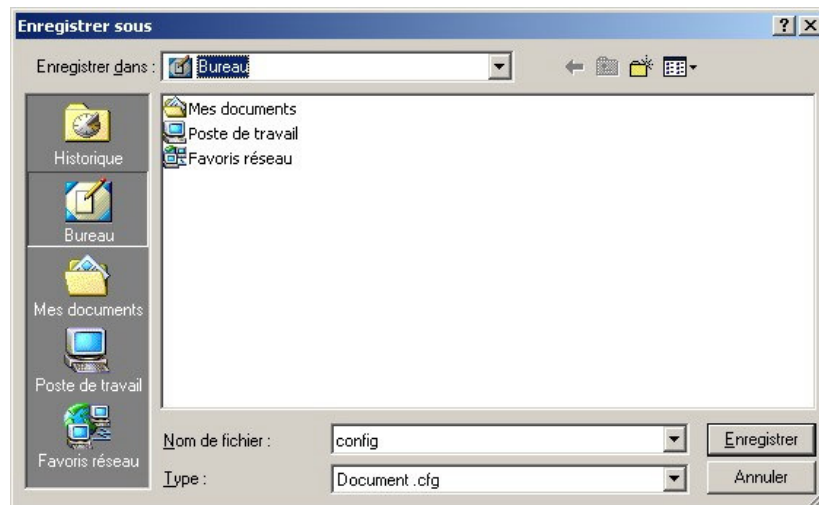 Enregistrer sous
Enregistrer dans : Bureau
Mes documents
Poste de travail
Favoris réseau
Historique
Bureau
Mes documents
Poste de travail
Favoris réseau
Nom de fichier : config Enregistrer
Type : Document .cfg Annuler